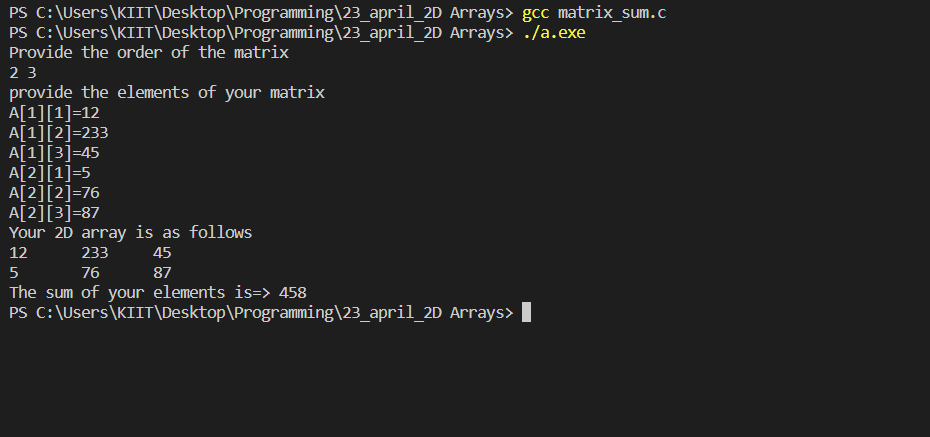 PS C:\Users\KIIT\Desktop\Programming\23_april_2D Arrays> gcc matrix_sum.c
PS C:\Users\KIIT\Desktop\Programming\23_april_2D Arrays> ./a.exe
Provide the order of the matrix
2 3
provide the elements of your matrix
A[1][1]=12
A[1][2]=233
A[1][3]=45
A[2][1]=5
A[2][2]=76
A[2][3]=87
Your 2D array is as follows
12      233     45
5       76      87
The sum of your elements is=> 458
PS C:\Users\KIIT\Desktop\Programming\23_april_2D Arrays>